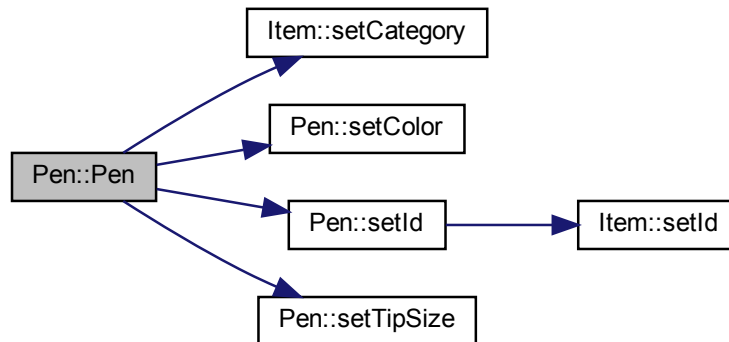 Item::setCategory
Pen::setColor
Pen::Pen
Pen::setId
Item::setId
Pen::setTipSize